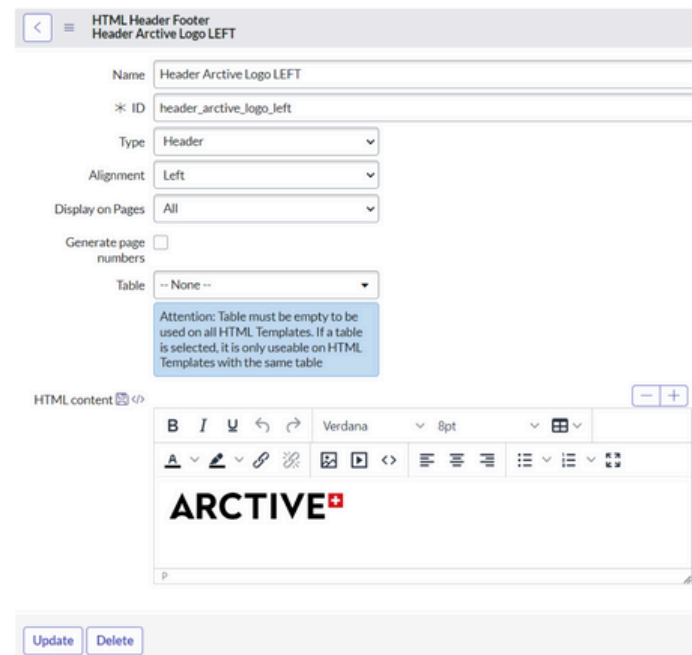 HTML Header Footer
Header Arctive Logo LEFT
Name
Header Arctive Logo LEFT
ID
header_arctive_logo_left
Type
Header
Alignment
Left
Display on Pages
All
Generate page
numbers
Table
-- None --
Attention: Table must be empty to be
used on all HTML Templates. If a table
is selected, it is only useable on HTML
Templates with the same table
HTML content
B I U Verdana 8pt
A
ARCTIVE
P
Update Delete